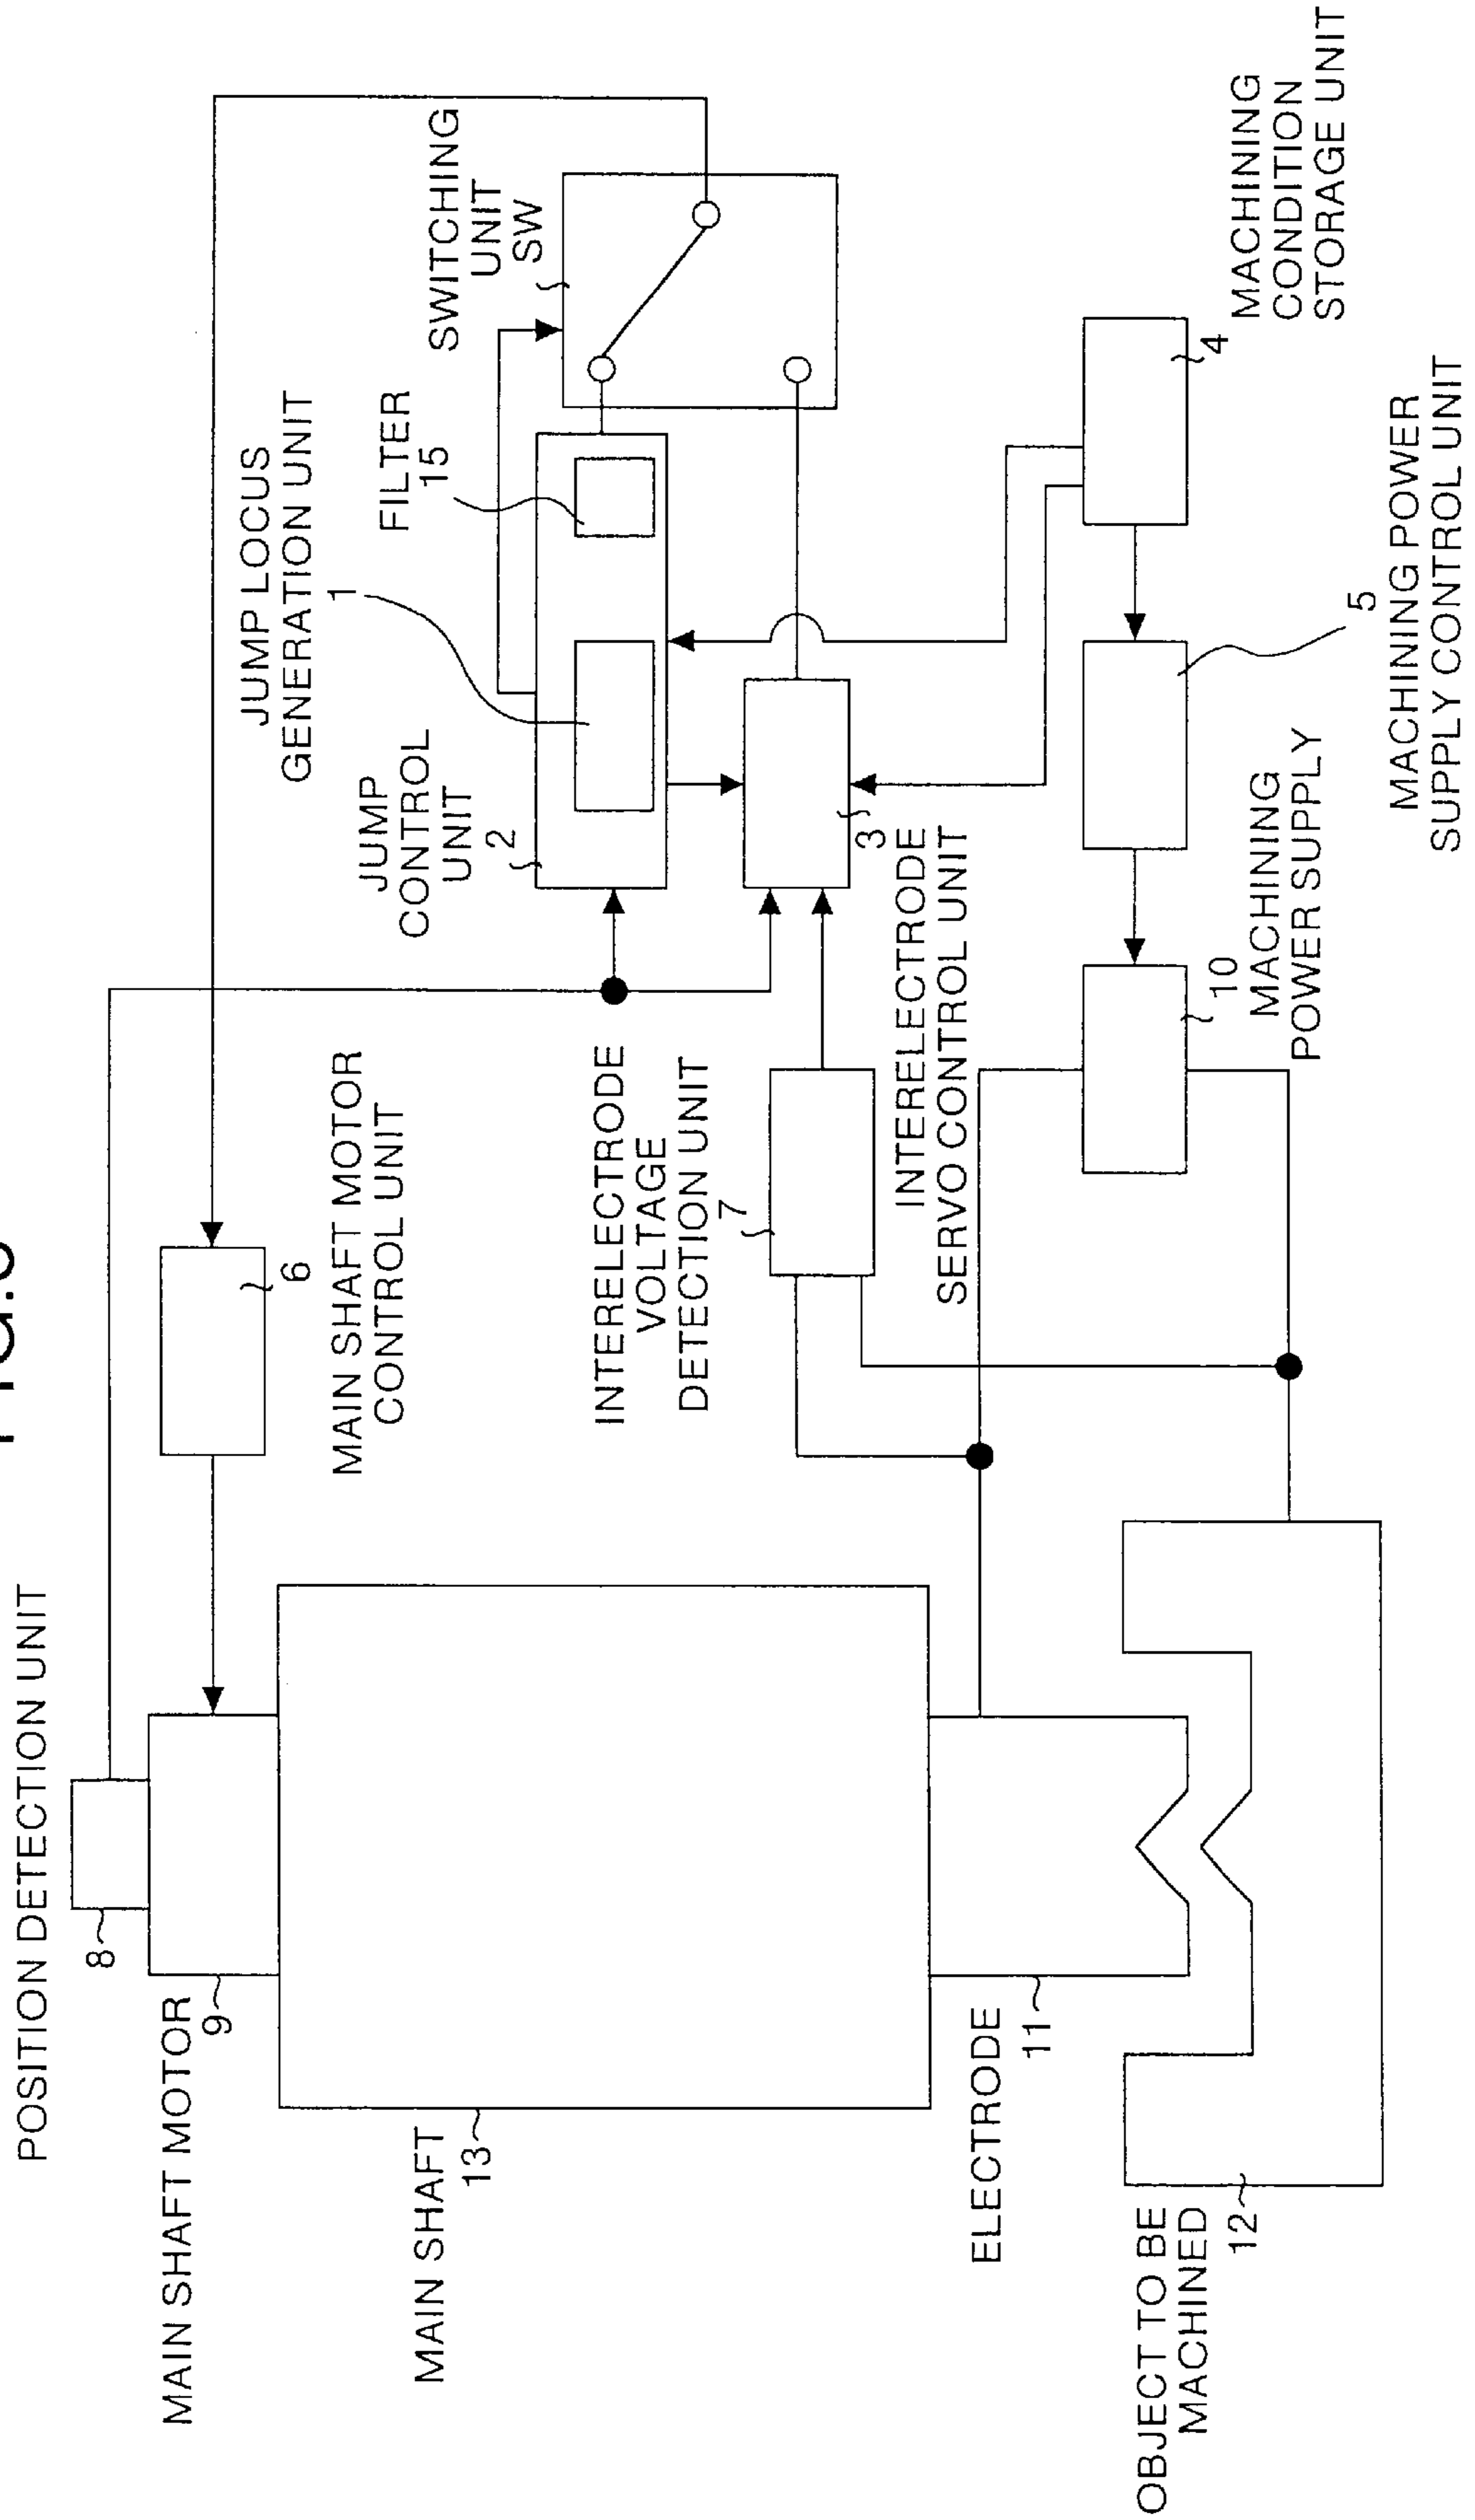 POSITION DETECTION UNIT
8
MAIN SHAFT MOTOR
9
MAIN SHAFT
13
ELECTRODE
11
OBJECT TO BE
MACHINED
12
6
MAIN SHAFT MOTOR
CONTROL UNIT
INTERELECTRODE
VOLTAGE
DETECTION UNIT
7
JUMP LOCUS
GENERATION UNIT
1
FILTER
15
JUMP
CONTROL
UNIT
2
SWITCHING
UNIT
SW
3
INTERELECTRODE
SERVO CONTROL UNIT
10
MACHINING
POWER SUPPLY
5
MACHINING POWER
SUPPLY CONTROL UNIT
4
MACHINING
CONDITION
STORAGE UNIT